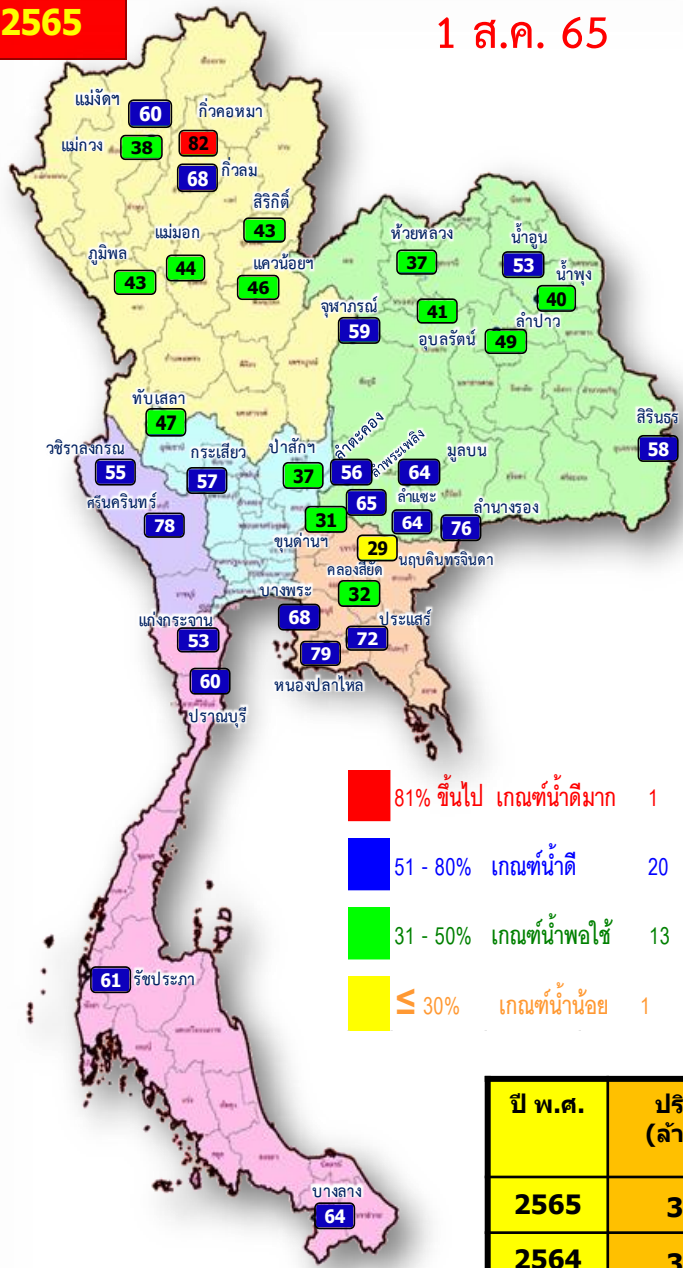 2565
1 ส.ค. 65
แม่งัดฯ
60
กิ่วคอหมา
82
แม่กวง
38
68
กิ่วลม
สิริกิติ์
43
ภูมิพล
43
แม่มอก
44
แควน้อยฯ
46
ห้วยหลวง
37
น้ำอูน
53
น้ำพุง
40
จุฬาภรณ์
59
41
อุบลรัตน์
ลำปาว
49
ทับเสลา
47
วชิราลงกรณ
55
กระเสียว
57
ป่าสักฯ
37
ลำตะคอง
56
ลำพระเพลิง
65
มูลบน
64
สิรินธร
58
ศรีนครินทร์
78
31
ขุนด่านฯ
ลำแซะ
64
ลำนางรอง
76
29
นฤบดินทรจินดา
คลองสียัด
32
บางพระ
68
ประแสร์
72
แก่งกระจาน
53
79
หนองปลาไหล
60
ปราณบุรี
81% ขึ้นไป เกณฑ์น้ำดีมาก 1
51 - 80% เกณฑ์น้ำดี 20
31 - 50% เกณฑ์น้ำพอใช้ 13
≤ 30% เกณฑ์น้ำน้อย 1
61 รัชประภา
บางลาง
64
ปี พ.ศ. ปริ
(ล้า
2565 3
2564 3